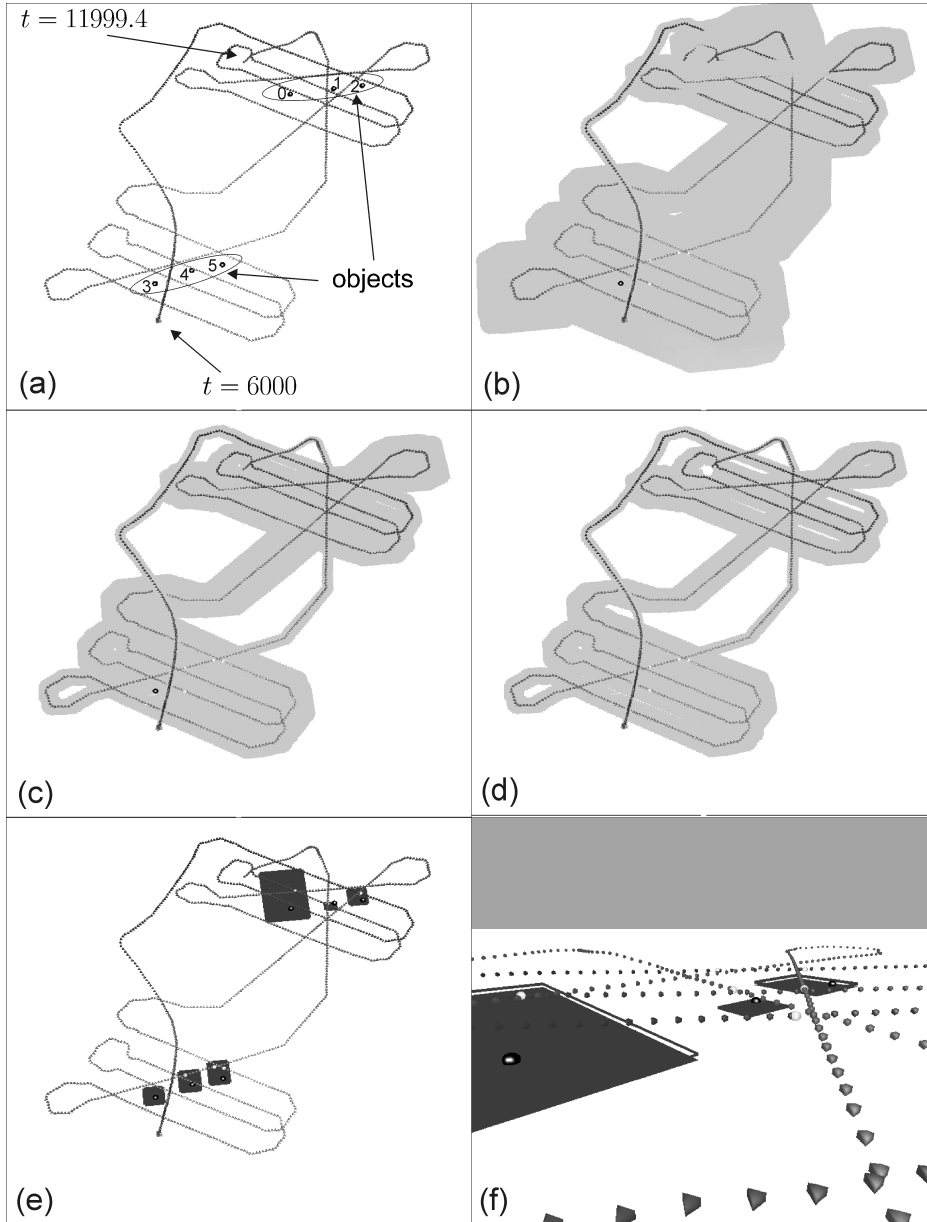 t = 11999.4
0 1 2
3 4 5
objects
t = 6000
(a)
(b)
(c)
(d)
(e)
(f)